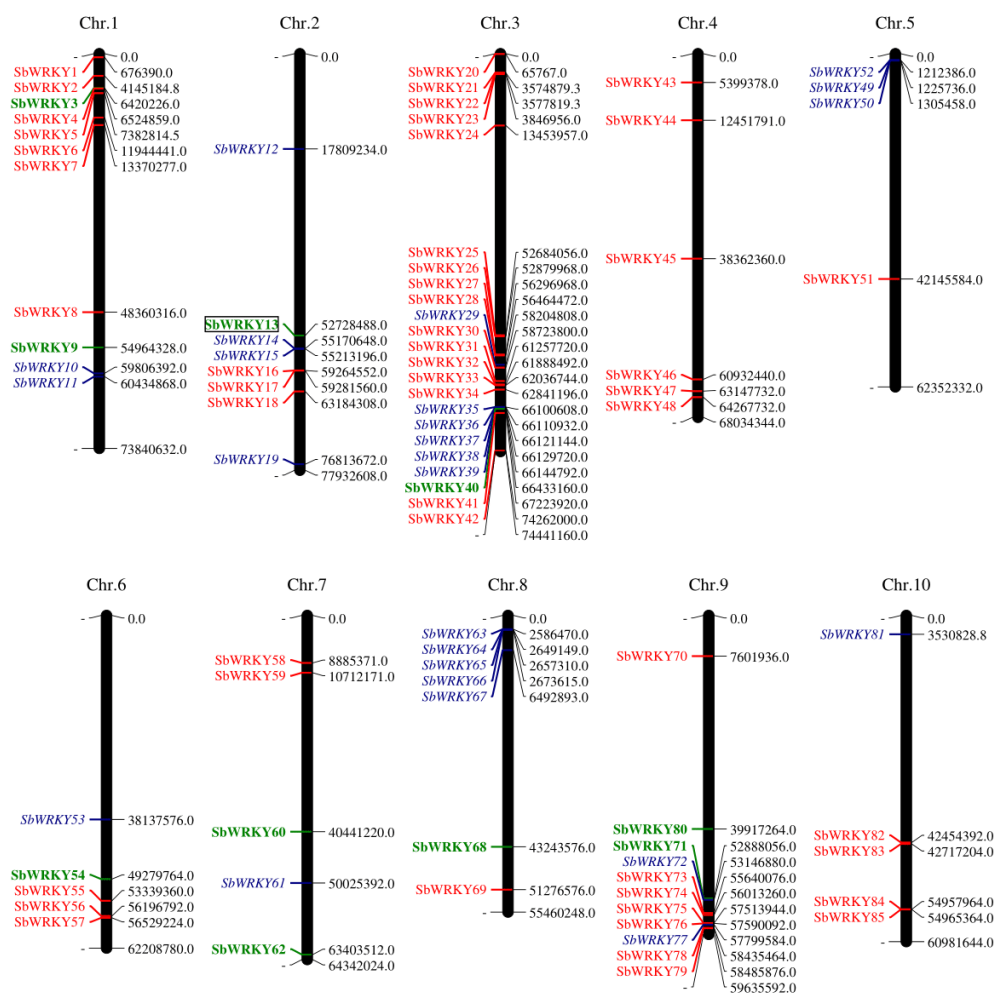 Chr.1
- 0.0
SbWRKY1 676390.0
SbWRKY2 4145184.8
SbWRKY3 6420226.0
SbWRKY4 6524859.0
SbWRKY5 7382814.5
SbWRKY6 11944441.0
SbWRKY7 13370277.0
SbWRKY8 48360316.0
SbWRKY9 54964328.0
SbWRKY10 59806392.0
SbWRKY11 60434868.0
- 73840632.0
Chr.2
- 0.0
SbWRKY12 17809234.0
SbWRKY13 52728488.0
SbWRKY14 55170648.0
SbWRKY15 55213196.0
SbWRKY16 59264552.0
SbWRKY17 59281560.0
SbWRKY18 63184308.0
SbWRKY19 76813672.0
- 77932608.0
Chr.3
- 0.0
SbWRKY20 65767.0
SbWRKY21 3574879.3
SbWRKY22 3577819.3
SbWRKY23 3846956.0
SbWRKY24 13453957.0
SbWRKY25 52684056.0
SbWRKY26 52879968.0
SbWRKY27 56296968.0
SbWRKY28 56464472.0
SbWRKY29 58204808.0
SbWRKY30 58723800.0
SbWRKY31 61257720.0
SbWRKY32 61888492.0
SbWRKY33 62036744.0
SbWRKY34 62841196.0
SbWRKY35 66100608.0
SbWRKY36 66110932.0
SbWRKY37 66121144.0
SbWRKY38 66129720.0
SbWRKY39 66144792.0
SbWRKY40 66433160.0
SbWRKY41 67223920.0
SbWRKY42 74262000.0
- 74441160.0
Chr.4
- 0.0
SbWRKY43 5399378.0
SbWRKY44 12451791.0
SbWRKY45 38362360.0
SbWRKY46 60932440.0
SbWRKY47 63147732.0
SbWRKY48 64267732.0
- 68034344.0
Chr.5
- 0.0
SbWRKY52 1212386.0
SbWRKY49 1225736.0
SbWRKY50 1305458.0
SbWRKY51 42145584.0
- 62352332.0
Chr.6
- 0.0
SbWRKY53 38137576.0
SbWRKY54 49279764.0
SbWRKY55 53339360.0
SbWRKY56 56196792.0
SbWRKY57 56529224.0
- 62208780.0
Chr.7
- 0.0
SbWRKY58 8885371.0
SbWRKY59 10712171.0
SbWRKY60 40441220.0
SbWRKY61 50025392.0
SbWRKY62 63403512.0
- 64342024.0
Chr.8
- 0.0
SbWRKY63 2586470.0
SbWRKY64 2649149.0
SbWRKY65 2657310.0
SbWRKY66 2673615.0
SbWRKY67 6492893.0
SbWRKY68 43243576.0
SbWRKY69 51276576.0
- 55460248.0
Chr.9
- 0.0
SbWRKY70 7601936.0
SbWRKY80 39917264.0
SbWRKY71 52888056.0
SbWRKY72 53146880.0
SbWRKY73 55640076.0
SbWRKY74 56013260.0
SbWRKY75 57513944.0
SbWRKY76 57590092.0
SbWRKY77 57799584.0
SbWRKY78 58435464.0
SbWRKY79 58485876.0
- 59635592.0
Chr.10
- 0.0
SbWRKY81 3530828.8
SbWRKY82 42454392.0
SbWRKY83 42717204.0
SbWRKY84 54957964.0
SbWRKY85 54965364.0
- 60981644.0